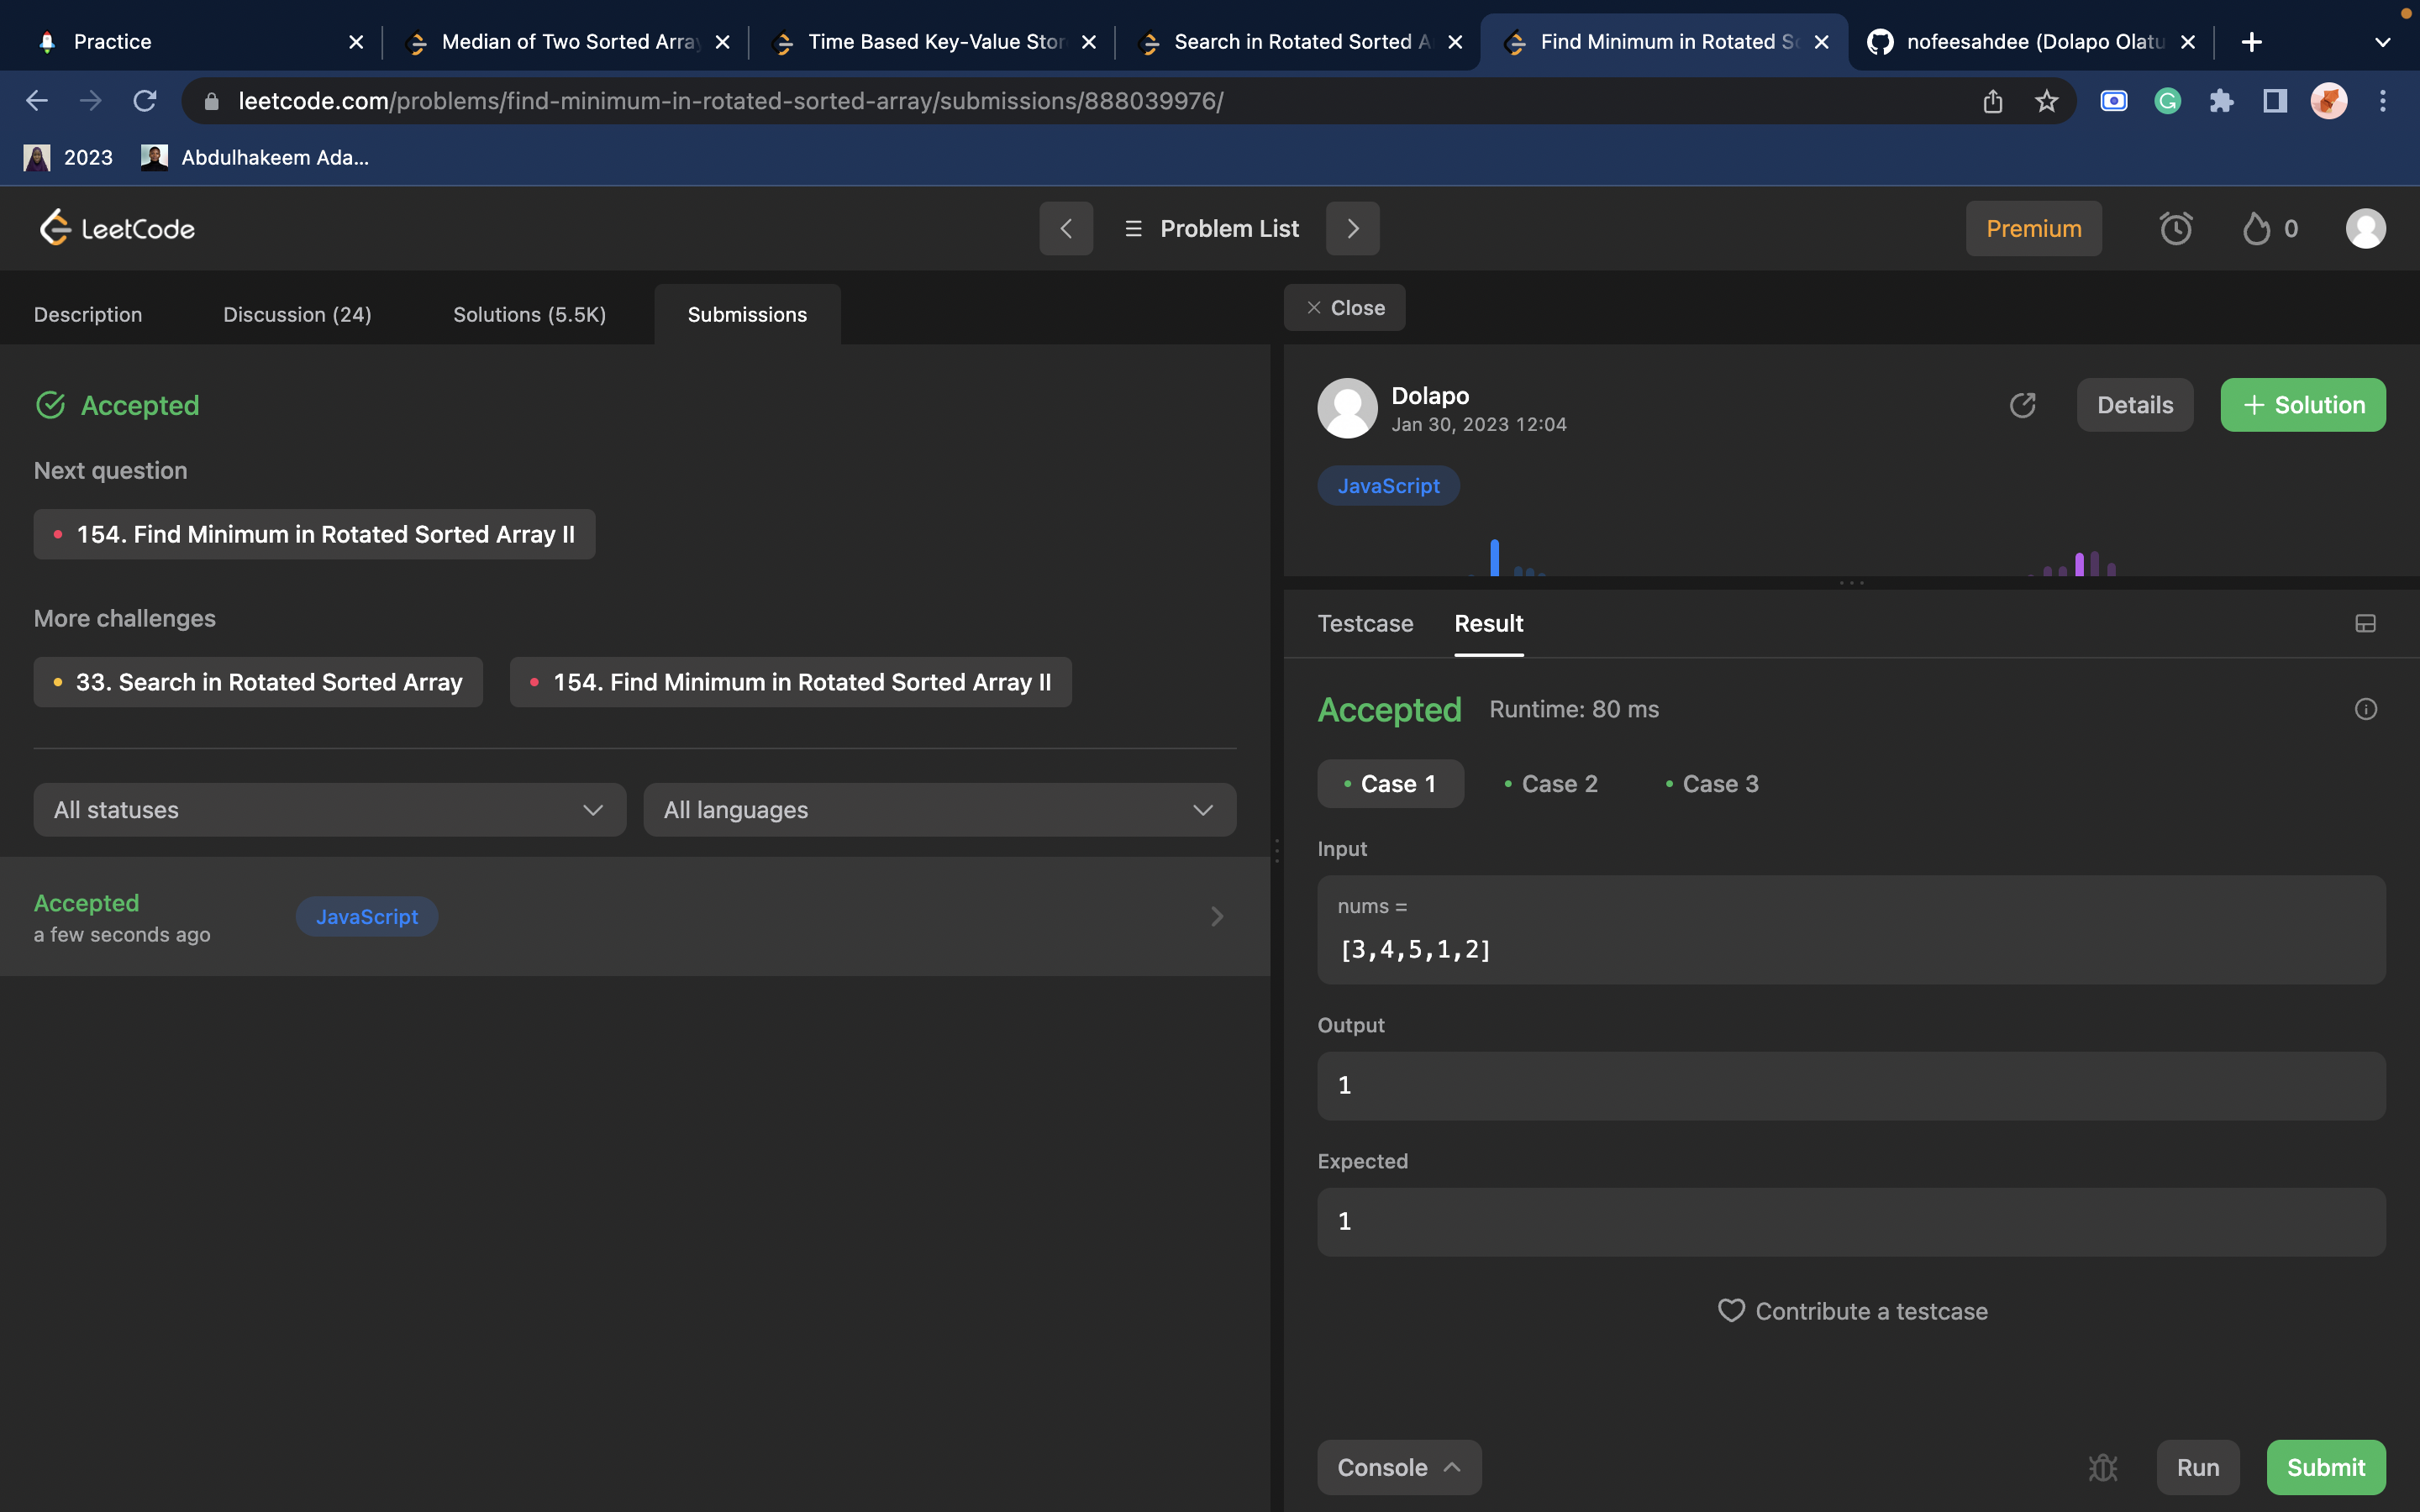 Practice
Median of Two Sorted Arra
Time Based Key-Value Stor
Search in Rotated Sorted A
Find Minimum in Rotated So
nofeesahdee (Dolapo Olatu
leetcode.com/problems/find-minimum-in-rotated-sorted-array/submissions/888039976/
2023
Abdulhakeem Ada...
LeetCode
Problem List
Premium
0
Description
Discussion (24)
Solutions (5.5K)
Submissions
Close
Accepted
Next question
154. Find Minimum in Rotated Sorted Array II
More challenges
33. Search in Rotated Sorted Array
154. Find Minimum in Rotated Sorted Array II
All statuses
All languages
Accepted
a few seconds ago
JavaScript
Dolapo
Jan 30, 2023 12:04
Details
+ Solution
JavaScript
Testcase
Result
Accepted
Runtime: 80 ms
Case 1
Case 2
Case 3
Input
nums =
[3,4,5,1,2]
Output
1
Expected
1
Contribute a testcase
Console
Run
Submit